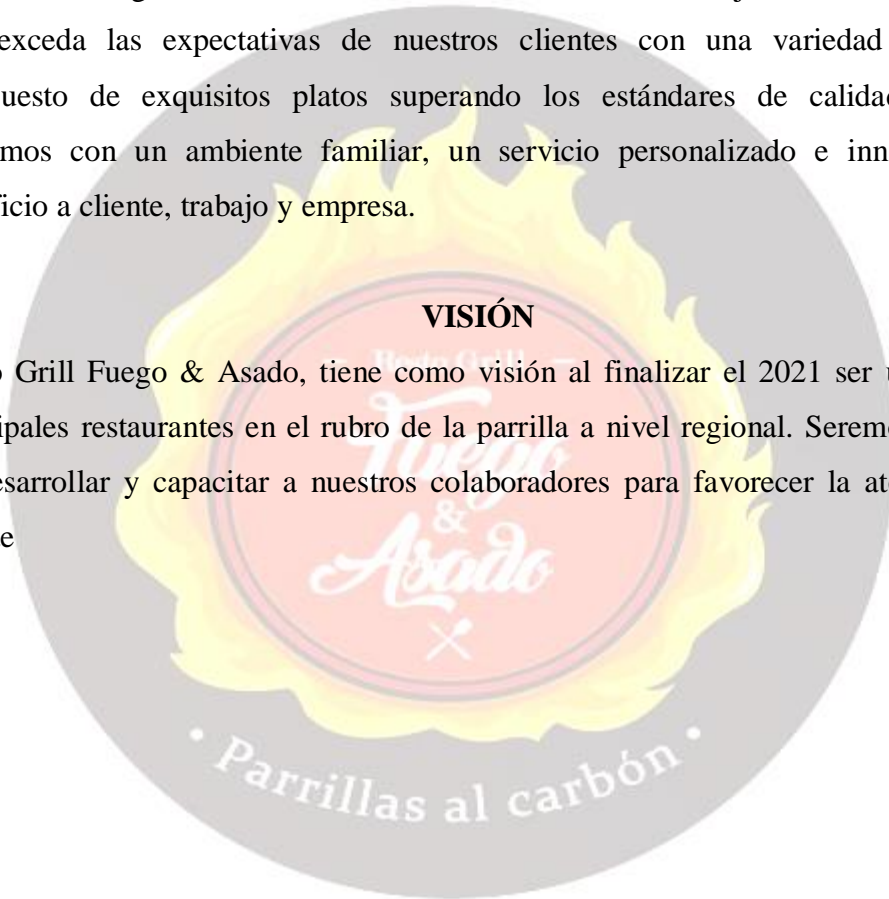 exceda las expectativas de nuestros clientes con una variedad
uesto de exquisitos platos superando los estándares de calidad
mos con un ambiente familiar, un servicio personalizado e inn
icio a cliente, trabajo y empresa.
VISIÓN
Grill Fuego & Asado, tiene como visión al finalizar el 2021 ser
ipales restaurantes en el rubro de la parrilla a nivel regional. Seremo
esarrollar y capacitar a nuestros colaboradores para favorecer la at
e
Resto Grill
Fuego
&
Asado
• Parrillas al carbón •